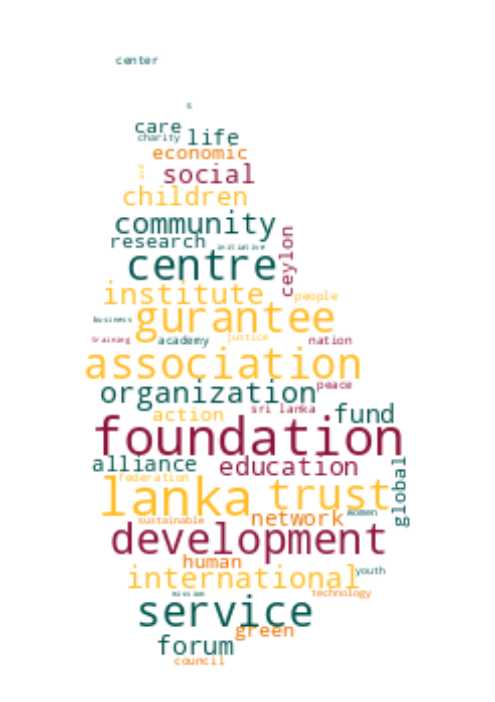 center
s
care
charity life
economic
aid
social
children
community
research initiative
ceylon
centre
institute people
business gurantee
training academy justice nation
association
organization peace
action sri lanka fund
foundation
alliance education
global
federation
lanka trust
sustainable network women
development
human
international youth
mission technology
service
green
forum
council